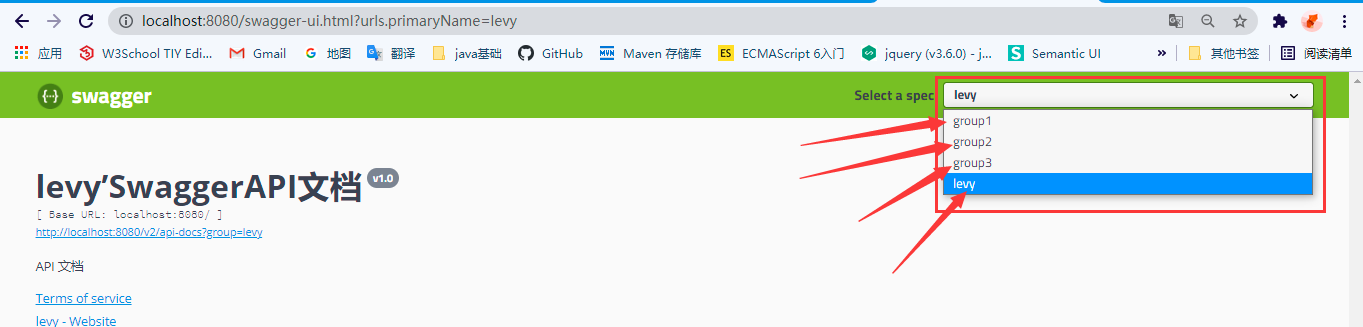 localhost:8080/swagger-ui.html?urls.primaryName=levy
应用 W3School TIY Edi... Gmail 地图 翻译 java基础 GitHub Maven 存储库 ES ECMAScript 6入门 jquery (v3.6.0) - j... Semantic UI » 其他书签 阅读清单
swagger Select a spec levy
group1
group2
group3
levy
levy’SwaggerAPI文档 v1.0
[ Base URL: localhost:8080/ ]
http://localhost:8080/v2/api-docs?group=levy
API 文档
Terms of service
levy - Website